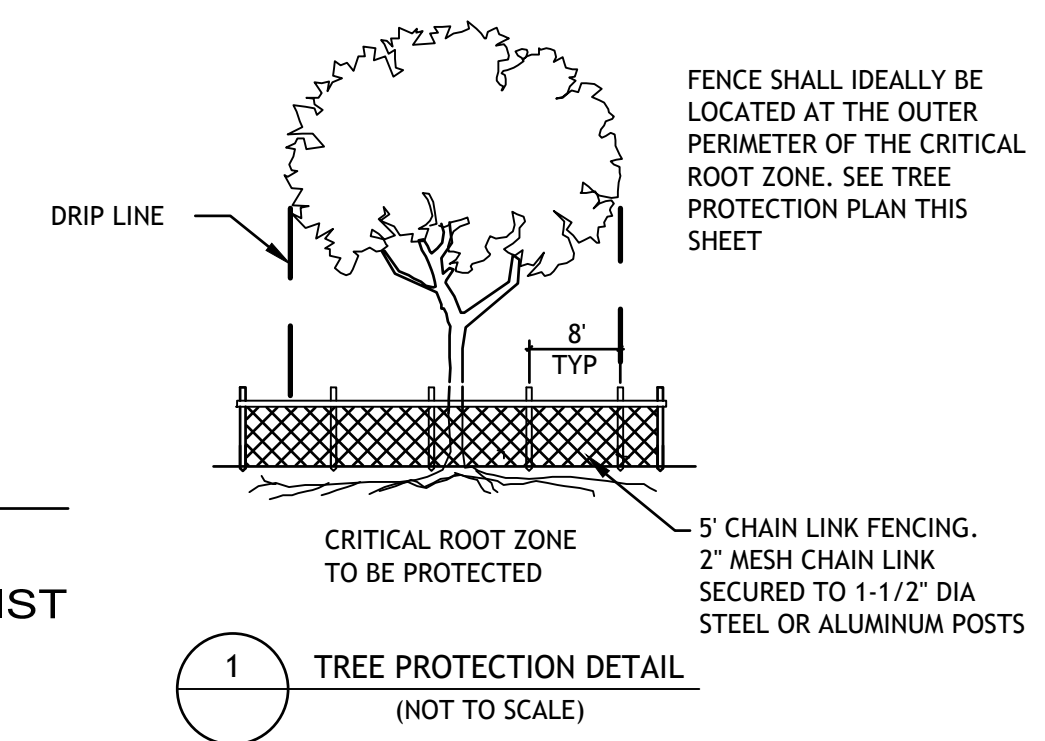 FENCE SHALL IDEALLY BE
LOCATED AT THE OUTER
PERIMETER OF THE CRITICAL
ROOT ZONE. SEE TREE
PROTECTION PLAN THIS
SHEET
DRIP LINE
8'
TYP
CRITICAL ROOT ZONE
TO BE PROTECTED
5' CHAIN LINK FENCING.
2" MESH CHAIN LINK
SECURED TO 1-1/2" DIA
STEEL OR ALUMINUM POSTS
1
TREE PROTECTION DETAIL
(NOT TO SCALE)